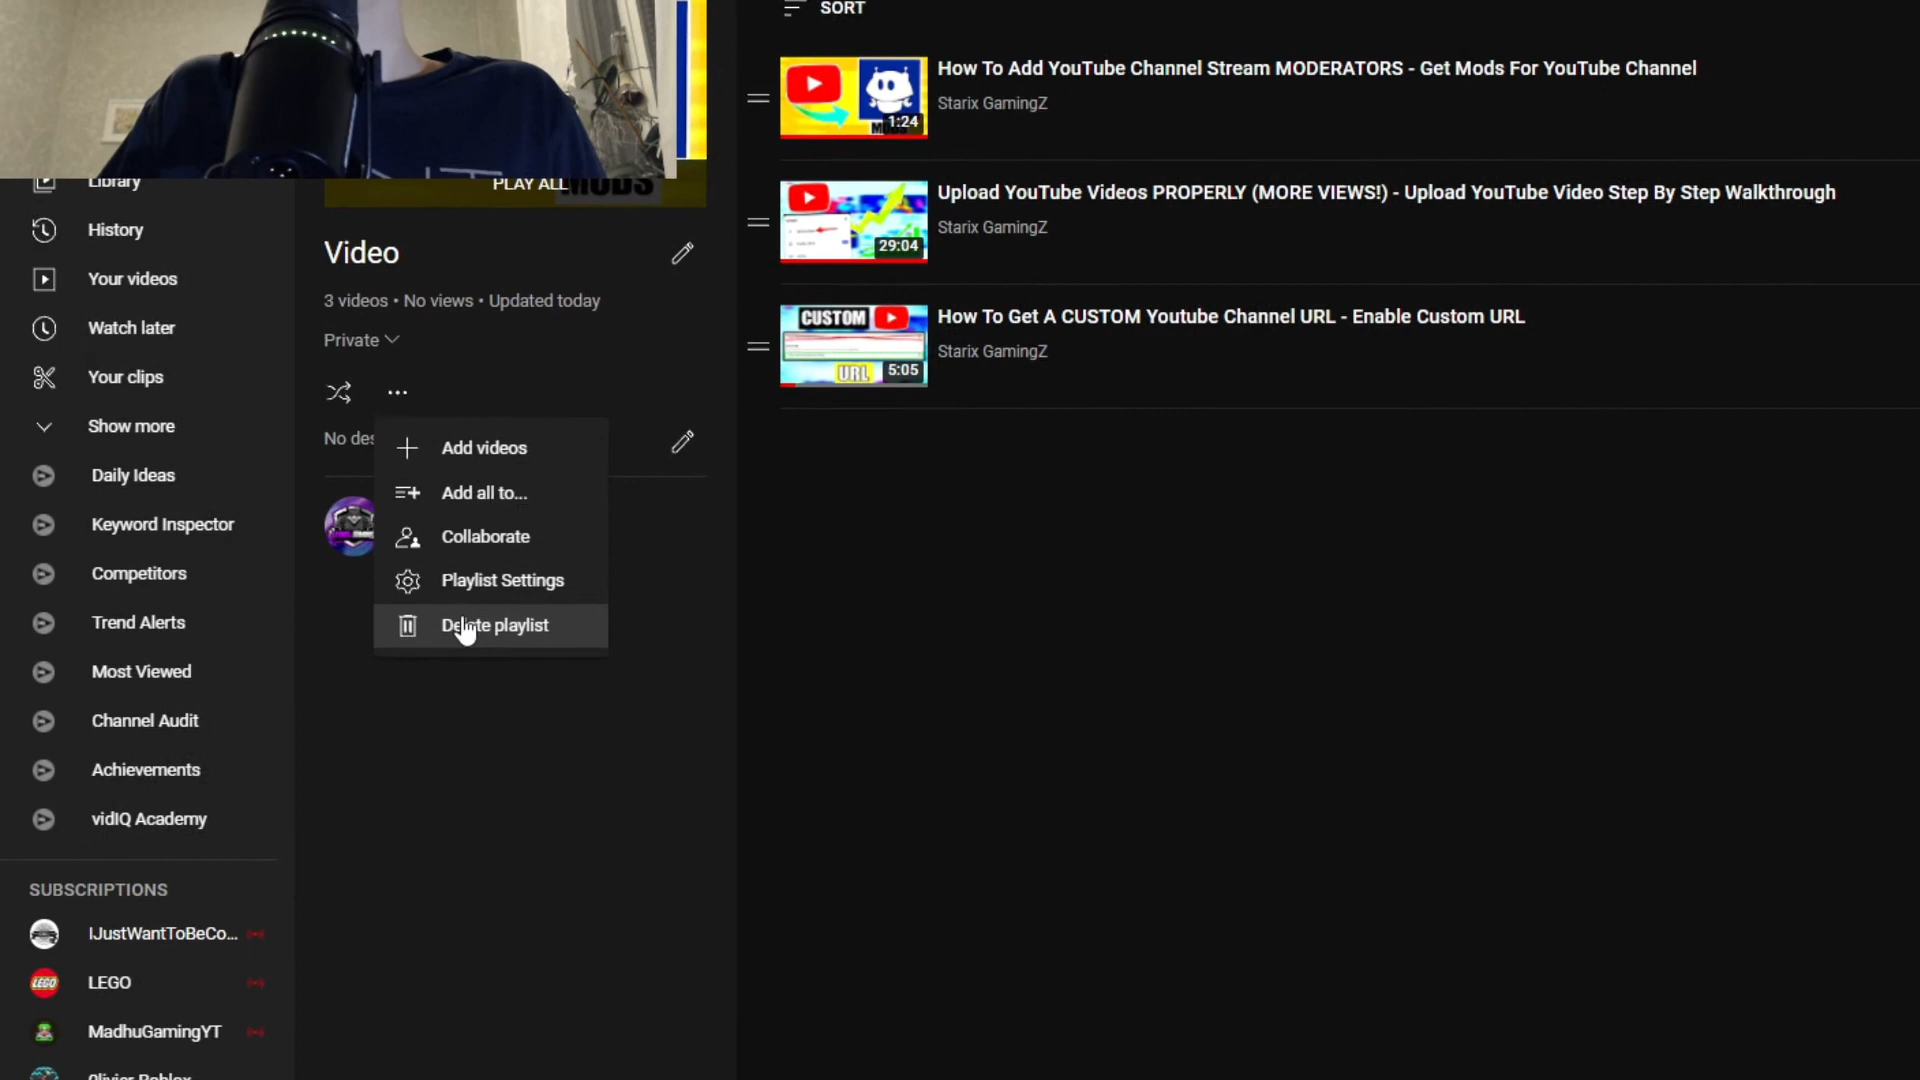 Library
History
Your videos
Watch later
Your clips
Show more
Daily Ideas
Keyword Inspector
Competitors
Trend Alerts
Most Viewed
Channel Audit
Achievements
vidIQ Academy
SUBSCRIPTIONS
IJustWantToBeCo...
LEGO
LEGO
MadhuGamingYT
PLAY ALL
MODS
Video
3 videos • No views • Updated today
Private
No des
Add videos
Add all to...
Collaborate
Playlist Settings
Delete playlist
SORT
How To Add YouTube Channel Stream MODERATORS - Get Mods For YouTube Channel
Starix GamingZ
1:24
MODS
Upload YouTube Videos PROPERLY (MORE VIEWS!) - Upload YouTube Video Step By Step Walkthrough
Starix GamingZ
29:04
How To Get A CUSTOM Youtube Channel URL - Enable Custom URL
Starix GamingZ
CUSTOM
URL
5:05